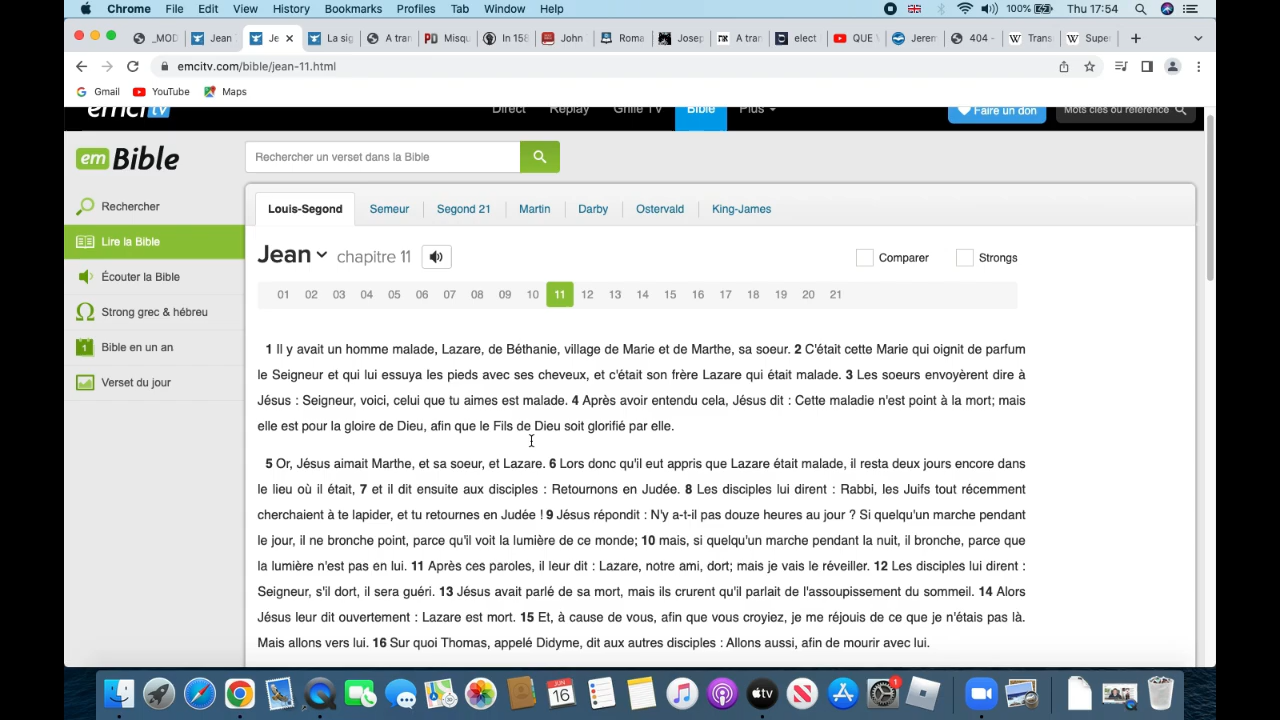 Chrome File Edit View History Bookmarks Profiles Tab Window Help 100% Thu 17:54
_MOD Jean Je La sig A tran Misqu In 158 John Roma Josep A tran elect QUE Jerem 404 - Trans Supe
emcitv.com/bible/jean-11.html
Gmail YouTube Maps
emci tv Direct Replay Grille TV Bible Plus Faire un don Mots clés ou référence
em Bible Rechercher un verset dans la Bible
Rechercher
Lire la Bible
Écouter la Bible
Strong grec & hébreu
Bible en un an
Verset du jour
Louis-Segond Semeur Segond 21 Martin Darby Ostervald King-James
Jean chapitre 11 Comparer Strongs
01 02 03 04 05 06 07 08 09 10 11 12 13 14 15 16 17 18 19 20 21
1 Il y avait un homme malade, Lazare, de Béthanie, village de Marie et de Marthe, sa soeur. 2 C'était cette Marie qui oignit de parfum
le Seigneur et qui lui essuya les pieds avec ses cheveux, et c'était son frère Lazare qui était malade. 3 Les soeurs envoyèrent dire à
Jésus : Seigneur, voici, celui que tu aimes est malade. 4 Après avoir entendu cela, Jésus dit : Cette maladie n'est point à la mort; mais
elle est pour la gloire de Dieu, afin que le Fils de Dieu soit glorifié par elle.
5 Or, Jésus aimait Marthe, et sa soeur, et Lazare. 6 Lors donc qu'il eut appris que Lazare était malade, il resta deux jours encore dans
le lieu où il était, 7 et il dit ensuite aux disciples : Retournons en Judée. 8 Les disciples lui dirent : Rabbi, les Juifs tout récemment
cherchaient à te lapider, et tu retournes en Judée ! 9 Jésus répondit : N'y a-t-il pas douze heures au jour ? Si quelqu'un marche pendant
le jour, il ne bronche point, parce qu'il voit la lumière de ce monde; 10 mais, si quelqu'un marche pendant la nuit, il bronche, parce que
la lumière n'est pas en lui. 11 Après ces paroles, il leur dit : Lazare, notre ami, dort; mais je vais le réveiller. 12 Les disciples lui dirent :
Seigneur, s'il dort, il sera guéri. 13 Jésus avait parlé de sa mort, mais ils crurent qu'il parlait de l'assoupissement du sommeil. 14 Alors
Jésus leur dit ouvertement : Lazare est mort. 15 Et, à cause de vous, afin que vous croyiez, je me réjouis de ce que je n'étais pas là.
Mais allons vers lui. 16 Sur quoi Thomas, appelé Didyme, dit aux autres disciples : Allons aussi, afin de mourir avec lui.
JUN 16 tv 1